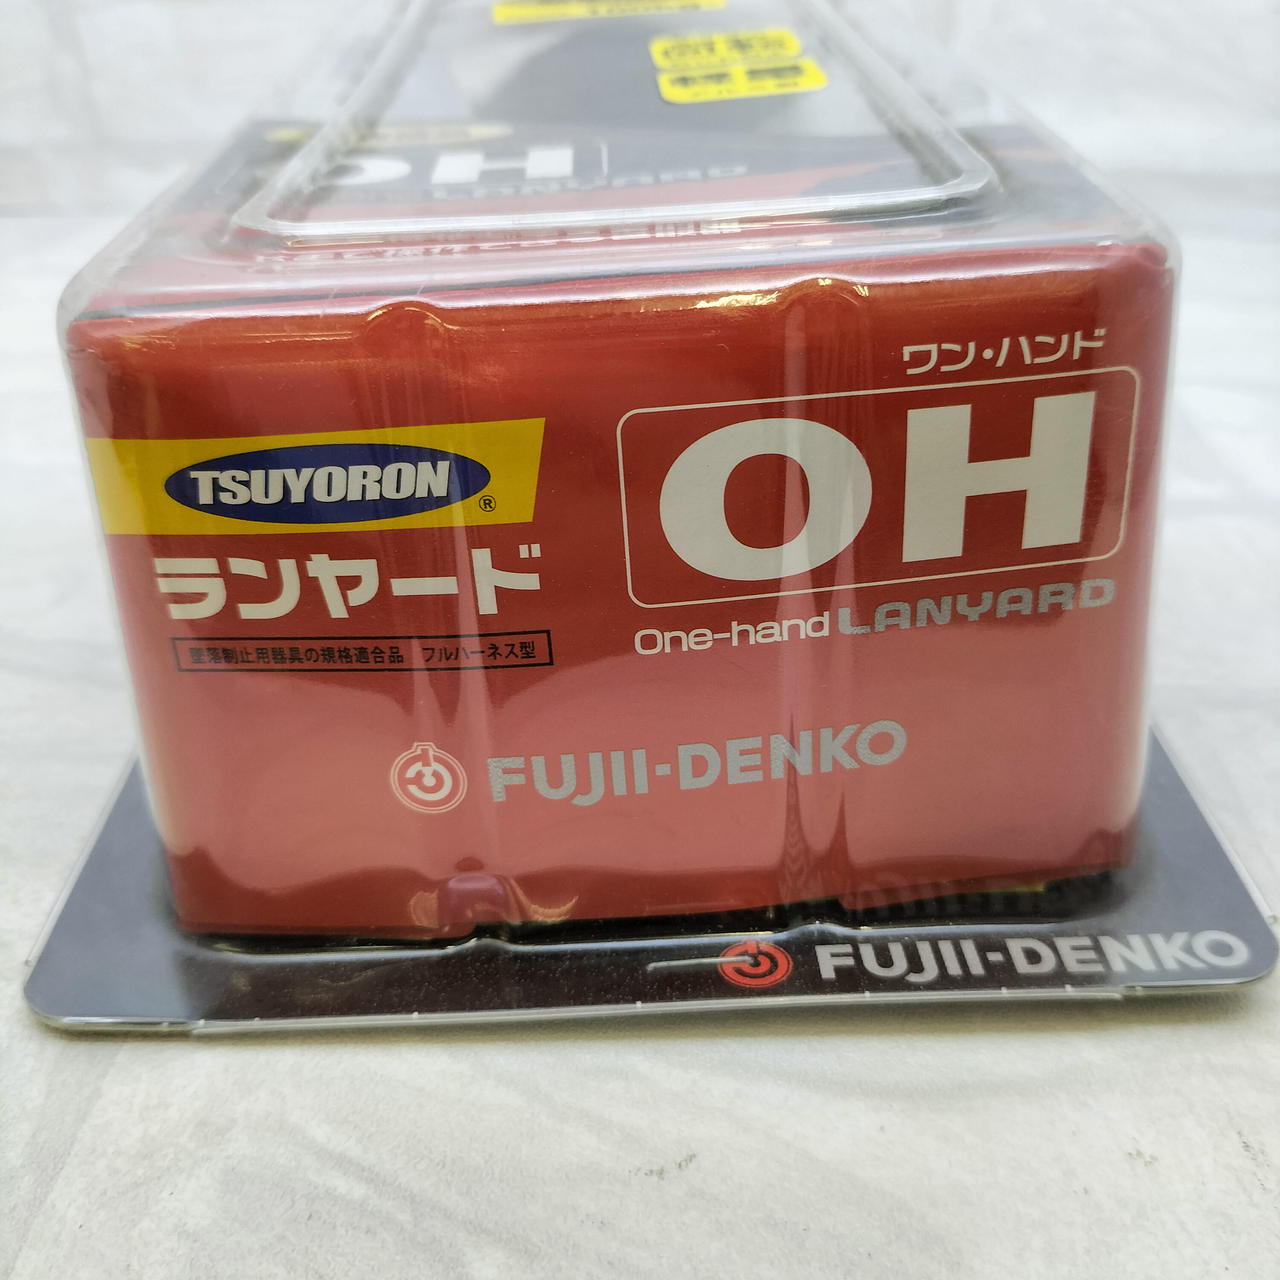 OH
LANYARD
ワン・ハンド
OH
One-hand LANYARD
TSUYORON®
ランヤード
墜落制止用器具の規格適合品 フルハーネス型
FUJII-DENKO
FUJII-DENKO